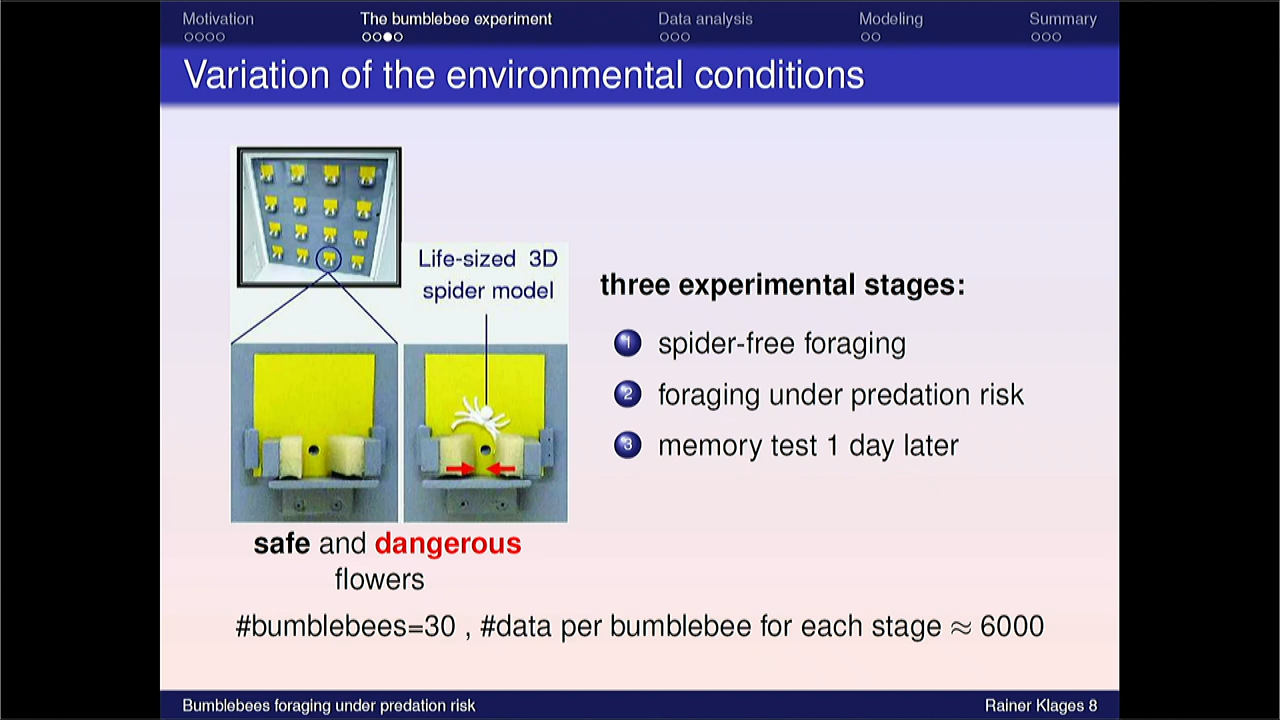 Motivation
The bumblebee experiment
Data analysis
Modeling
Summary
Variation of the environmental conditions
Life-sized 3D
spider model
three experimental stages:
1 spider-free foraging
2 foraging under predation risk
3 memory test 1 day later
safe and dangerous
flowers
#bumblebees=30 , #data per bumblebee for each stage ≈ 6000
Bumblebees foraging under predation risk
Rainer Klages 8